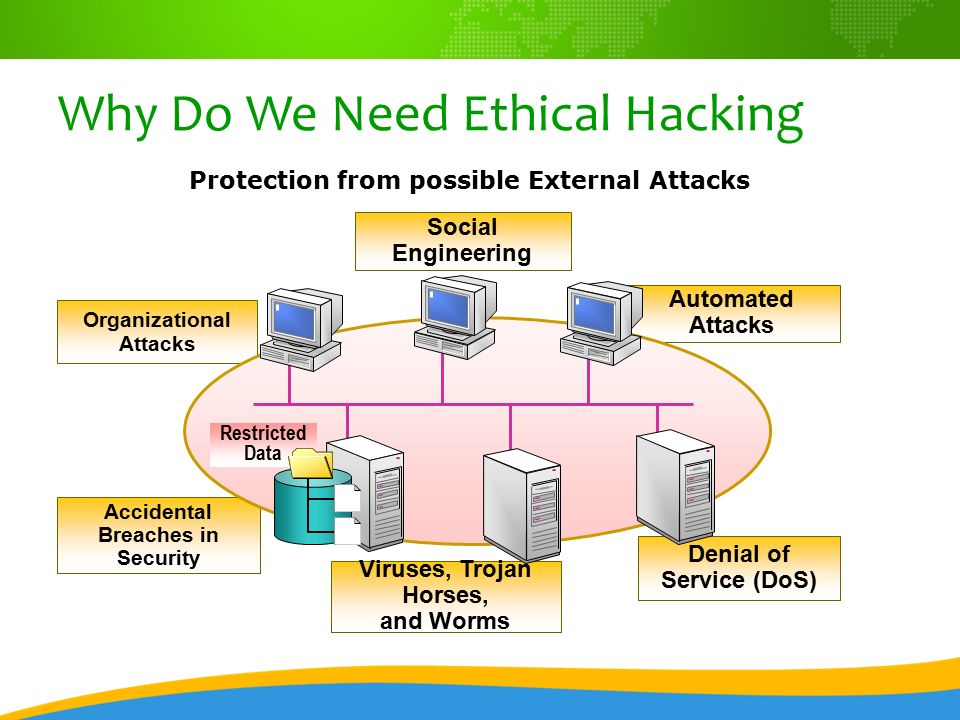 Why Do We Need Ethical Hacking
Protection from possible External Attacks
Social
Engineering
Automated
Attacks
Organizational
Attacks
Restricted
Data
Accidental
Breaches in
Security
Viruses, Trojan
Horses,
and Worms
Denial of
Service (DoS)